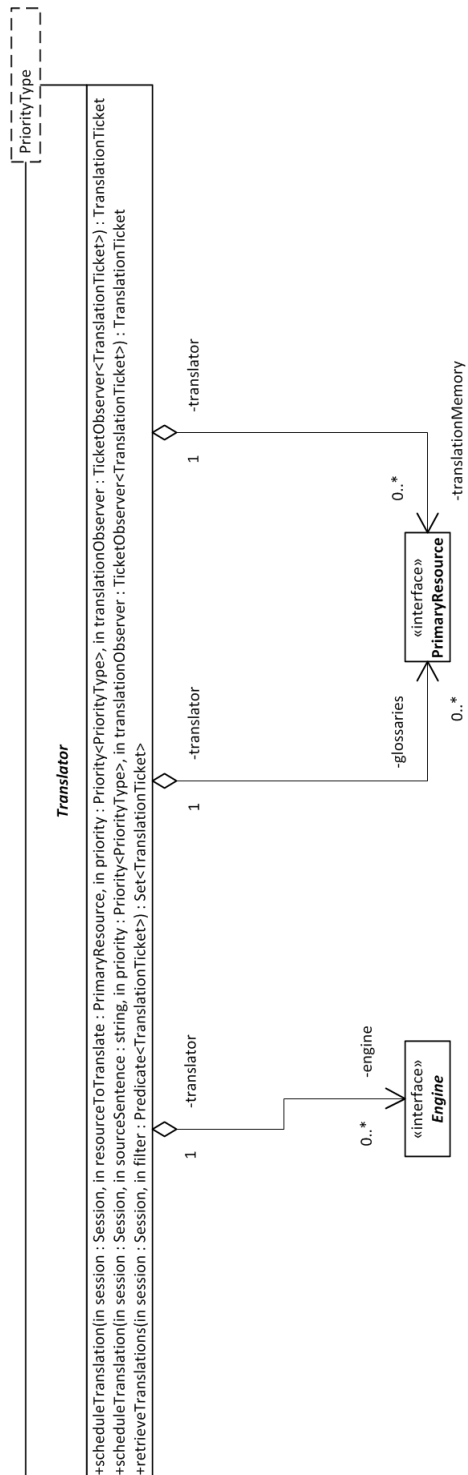 PriorityType
Translator
+scheduleTranslation(in session : Session, in resourceToTranslate : PrimaryResource, in priority : Priority<PriorityType>, in translationObserver : TicketObserver<TranslationTicket>) : TranslationTicket
+scheduleTranslation(in session : Session, in sourceSentence : string, in priority : Priority<PriorityType>, in translationObserver : TicketObserver<TranslationTicket>) : TranslationTicket
+retrieveTranslations(in session : Session, in filter : Predicate<TranslationTicket>) : Set<TranslationTicket>
-translator
1
-translator
1
-translator
1
-engine
0..*
-glossaries
0..*
0..*
-translationMemory
«interface»
Engine
«interface»
PrimaryResource